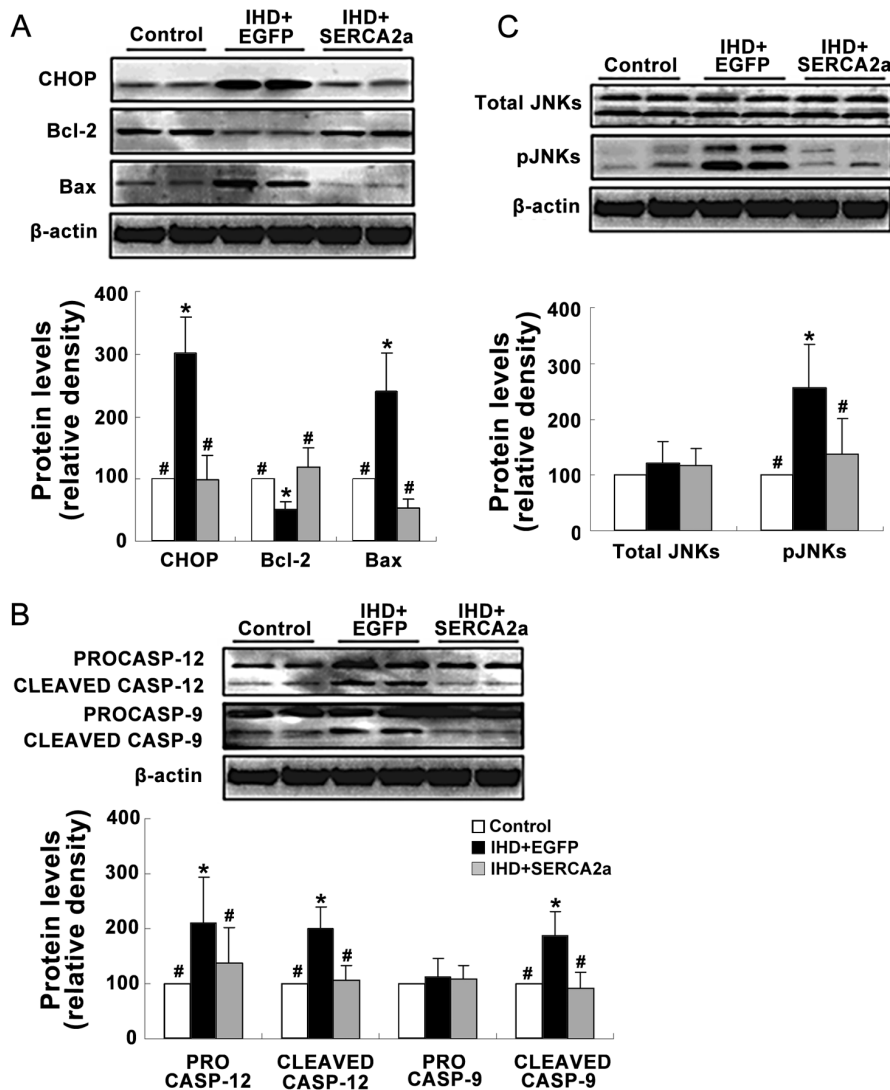 A
Control
IHD+
EGFP
IHD+
SERCA2a
CHOP
Bcl-2
Bax
β-actin
Protein levels
(relative density)
400
300
200
100
0
#
*
#
#
*
#
#
*
#
CHOP Bcl-2 Bax
C
Control
IHD+
EGFP
IHD+
SERCA2a
Total JNKs
pJNKs
β-actin
Protein levels
(relative density)
400
300
200
100
0
#
*
#
Total JNKs pJNKs
B
Control
IHD+
EGFP
IHD+
SERCA2a
PROCASP-12
CLEAVED CASP-12
PROCASP-9
CLEAVED CASP-9
β-actin
Protein levels
(relative density)
400
300
200
100
0
Control
IHD+EGFP
IHD+SERCA2a
#
*
#
#
*
#
#
*
#
PRO
CASP-12
CLEAVED
CASP-12
PRO
CASP-9
CLEAVED
CASP-9